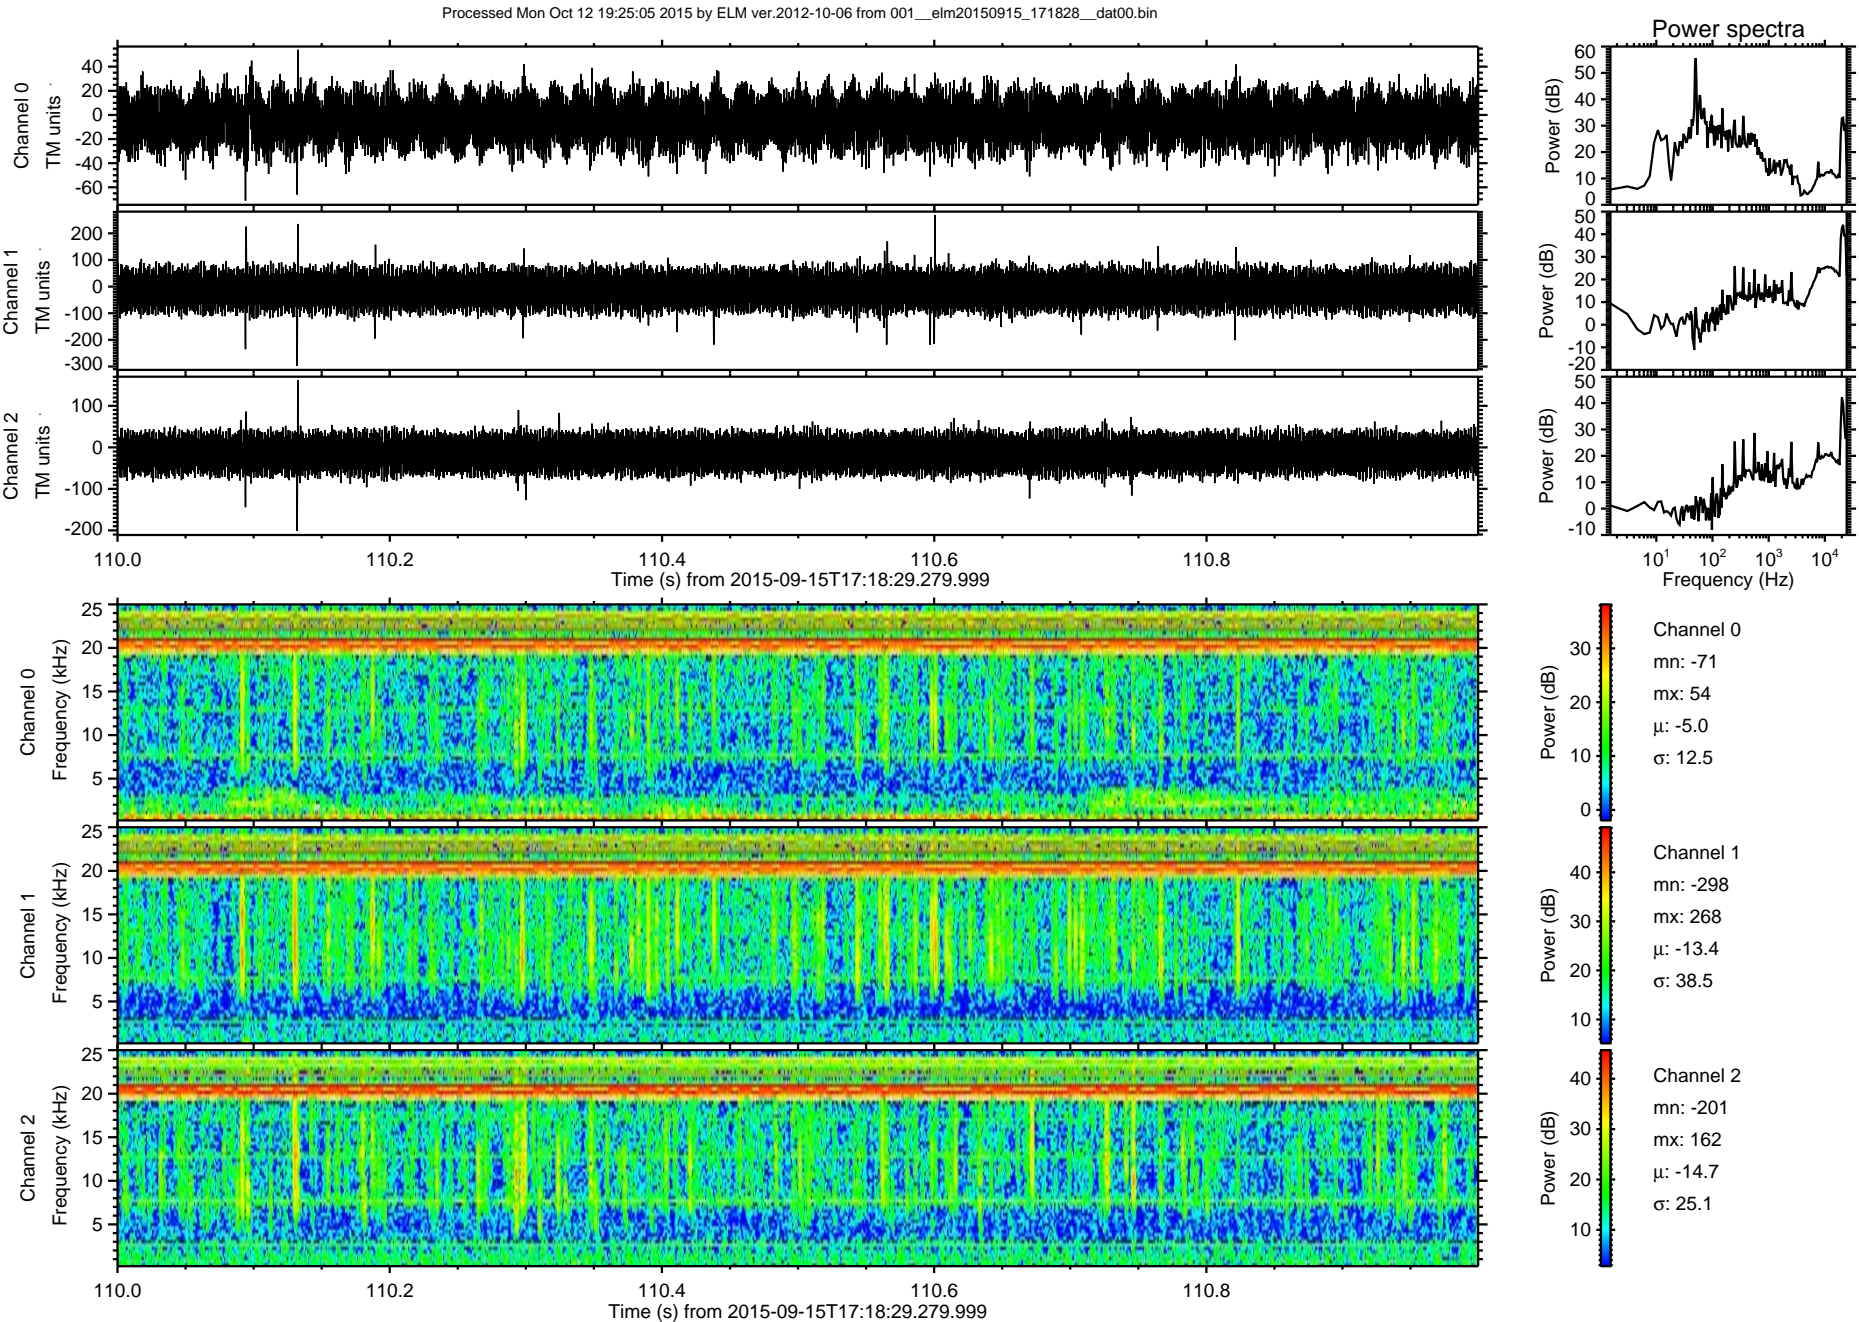 Processed Mon Oct 12 19:25:05 2015 by ELM ver.2012-10-06 from 001__elm20150915_171828__dat00.bin
Power spectra
Channel 0
TM units
40
20
0
-20
-40
-60
Power (dB)
60
50
40
30
20
10
0
Channel 1
TM units
200
100
0
-100
-200
-300
Power (dB)
50
40
30
20
10
0
-10
-20
Channel 2
TM units
100
0
-100
-200
Power (dB)
50
40
30
20
10
0
-10
110.0 110.2 110.4 110.6 110.8
Time (s) from 2015-09-15T17:18:29.279.999
10^1 10^2 10^3 10^4
Frequency (Hz)
Channel 0
Frequency (kHz)
25
20
15
10
5
Power (dB)
30
20
10
0
Channel 0
mn: -71
mx: 54
μ: -5.0
σ: 12.5
Channel 1
Frequency (kHz)
25
20
15
10
5
Power (dB)
40
30
20
10
Channel 1
mn: -298
mx: 268
μ: -13.4
σ: 38.5
Channel 2
Frequency (kHz)
25
20
15
10
5
Power (dB)
40
30
20
10
Channel 2
mn: -201
mx: 162
μ: -14.7
σ: 25.1
110.0 110.2 110.4 110.6 110.8
Time (s) from 2015-09-15T17:18:29.279.999